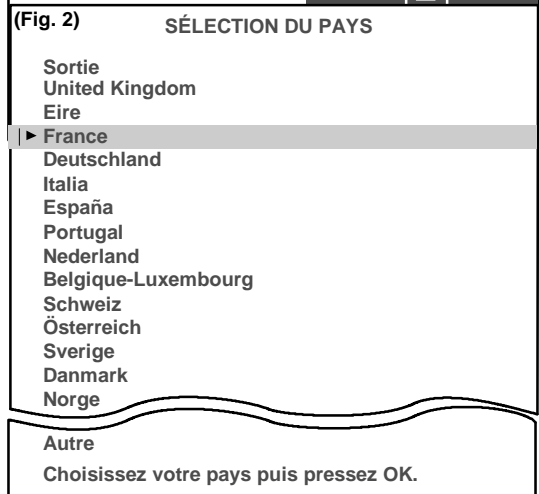 (Fig. 2)
SÉLECTION DU PAYS
Sortie
United Kingdom
Eire
France
Deutschland
Italia
España
Portugal
Nederland
Belgique-Luxembourg
Schweiz
Österreich
Sverige
Danmark
Norge
Autre
Choisissez votre pays puis pressez OK.